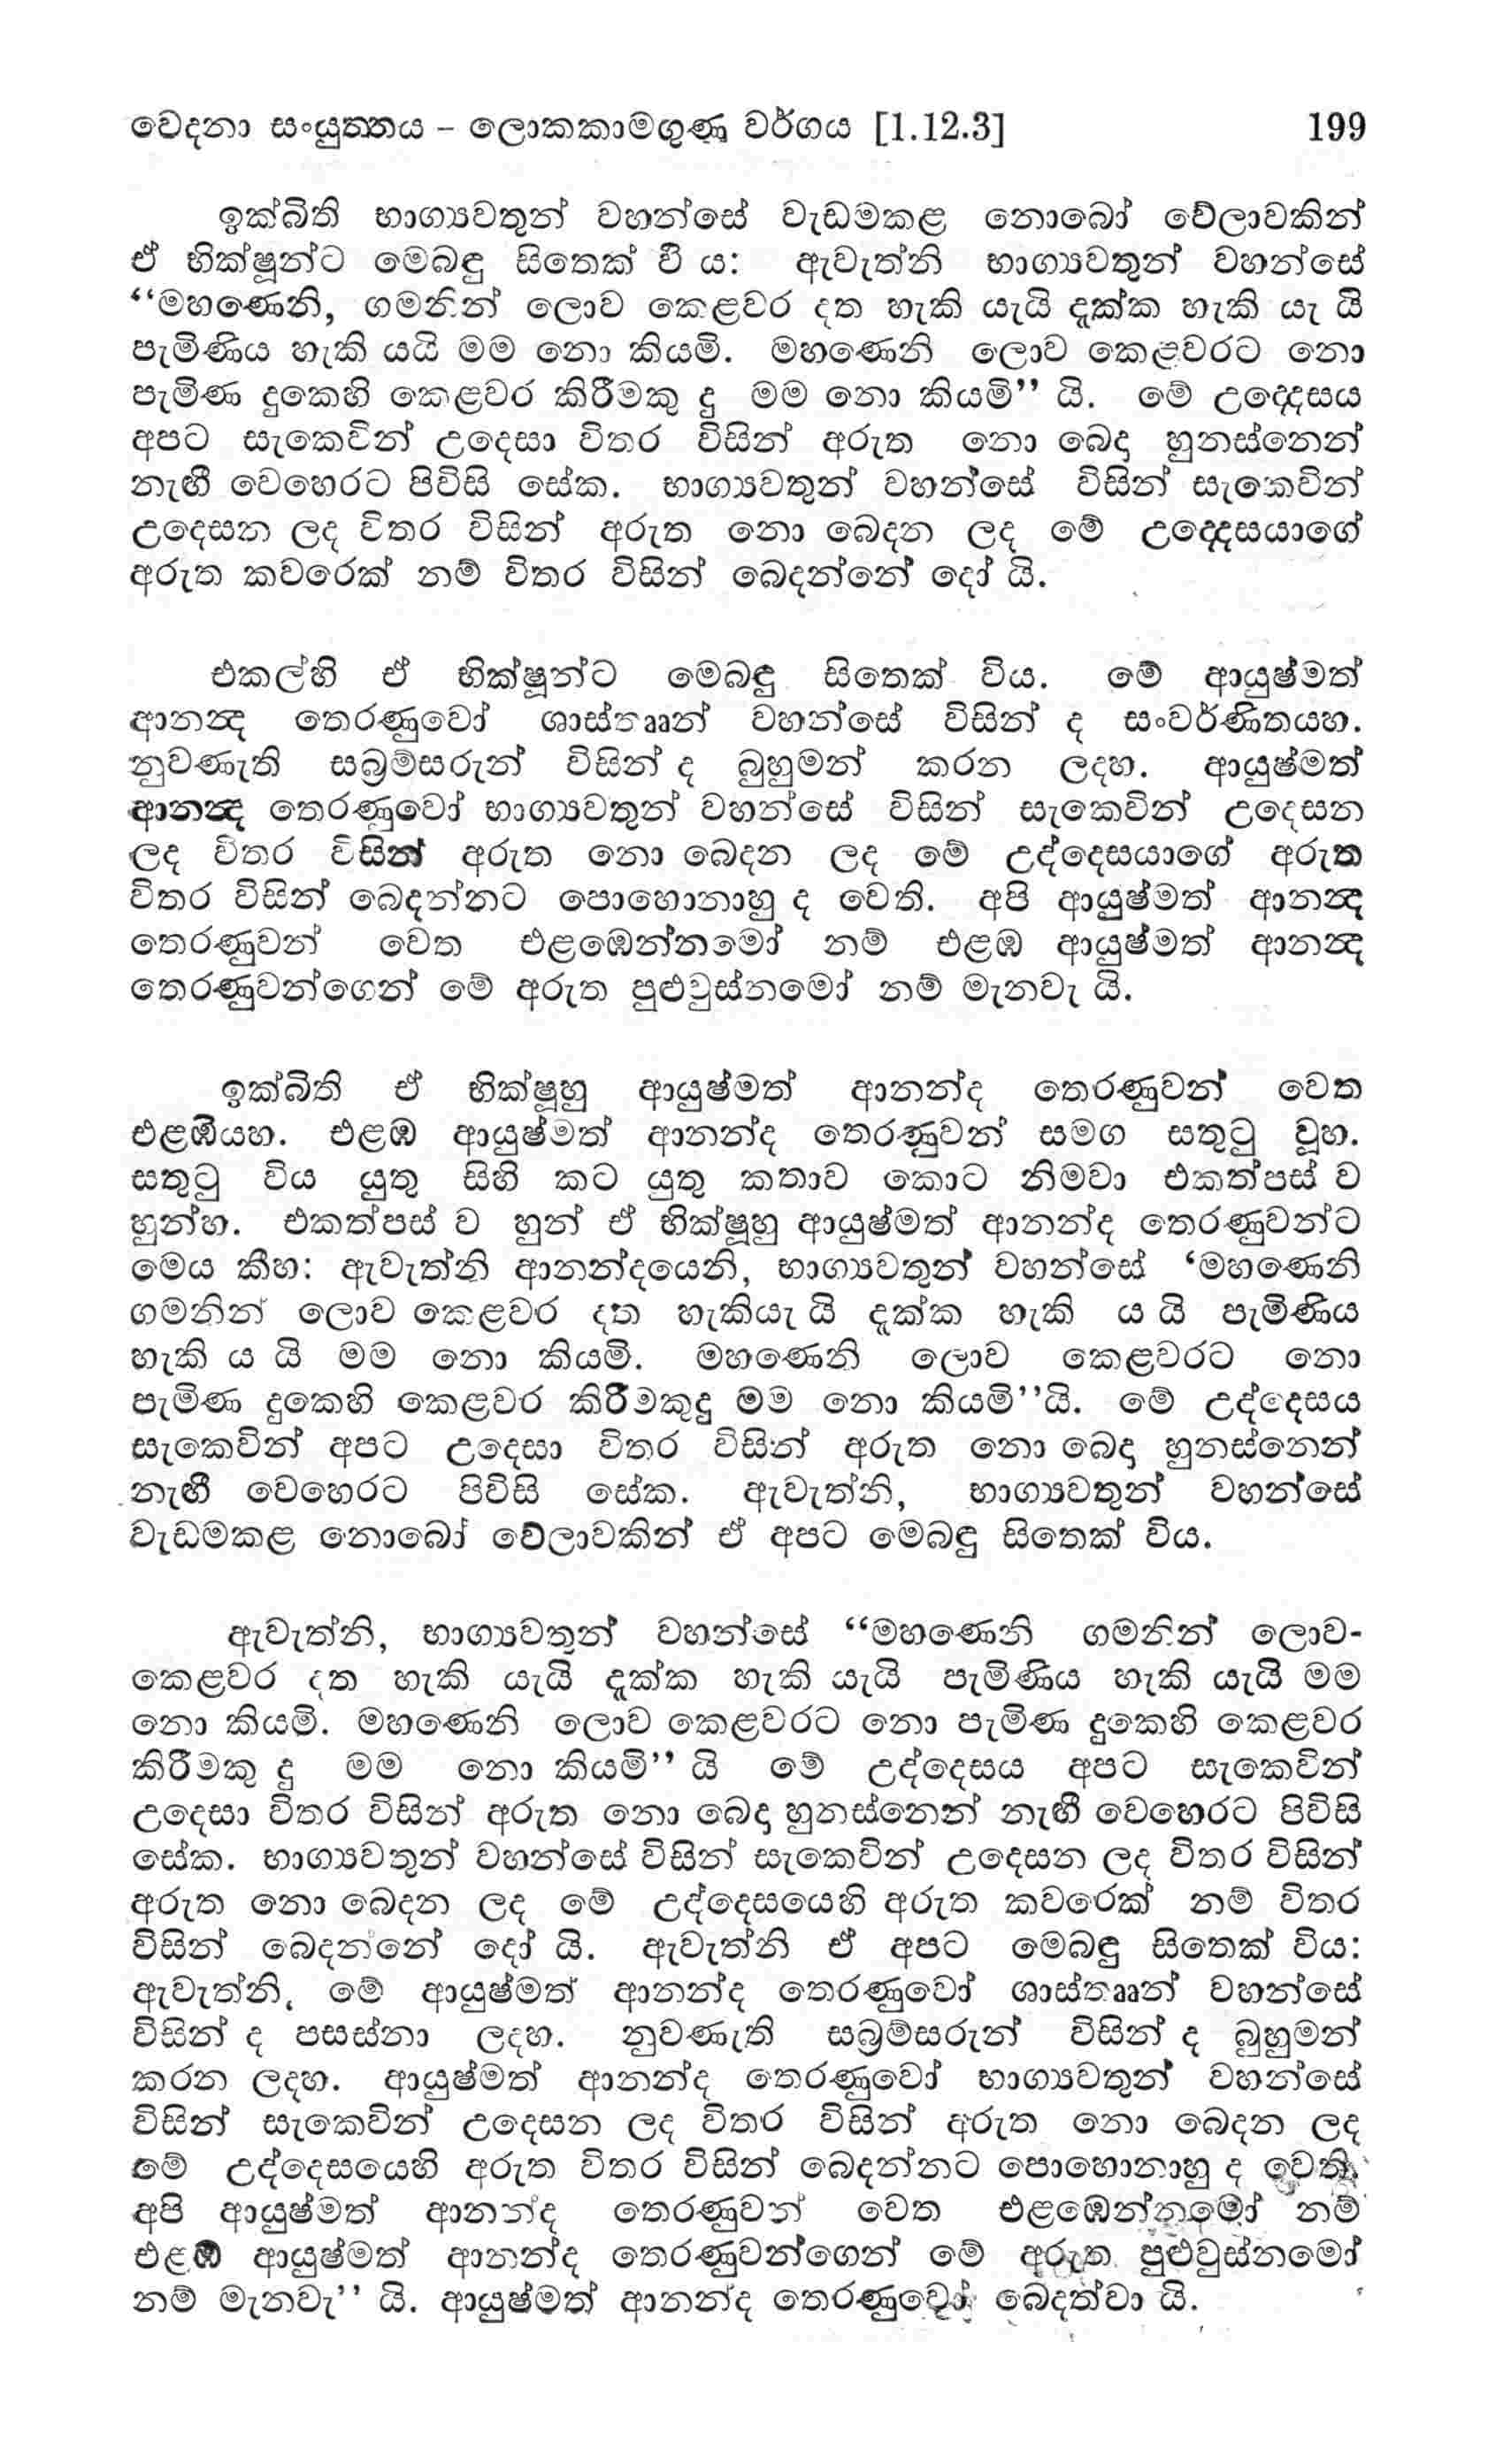 වෙදනා සංයුත්තය - ලොකකාමගුණ වර්ගය [1.12.3] 199
ඉක්බිති භාග්‍යවතුන් වහන්සේ වැඩමකළ නොබෝ වේලාවකින්
ඒ භික්ෂූන්ට මෙබඳු සිතෙක් වි ය: ඇවැත්නි භාග්‍යවතුන් වහන්සේ
“මහණෙනි, ගමනින් ලොව කෙළවර දත හැකි යැයි දැක්ක හැකි යැ යි
පැමිණිය හැකි යයි මම නො කියමි. මහණෙනි ලොව කෙළවරට නො
පැමිණ දුකෙහි කෙළවර කිරීමකු දු මම නො කියමි” යි. මේ උද්දෙසය
අපට සැකෙවින් උදෙසා විතර විසින් අරුත නො බෙදා හුනස්නෙන්
නැඟී වෙහෙරට පිවිසි සේක. භාග්‍යවතුන් වහන්සේ විසින් සැකෙවින්
උදෙසන ලද විතර විසින් අරුත නො බෙදන ලද මේ උද්දෙසයාගේ
අරුත කවරෙක් නම් විතර විසින් බෙදන්නේ දෝ යි.
එකල්හි ඒ භික්ෂූන්ට මෙබඳු සිතෙක් විය. මේ ආයුෂ්මත්
ආනන්‍ද තෙරණුවෝ ශාස්තෲන් වහන්සේ විසින් ද සංවර්ණිතයහ.
නුවණැති සබ්‍රම්සරුන් විසින් ද බුහුමන් කරන ලදහ. ආයුෂ්මත්
ආනන්‍ද තෙරණුවෝ භාග්‍යවතුන් වහන්සේ විසින් සැකෙවින් උදෙසන
ලද විතර විසින් අරුත නො බෙදන ලද මේ උද්දෙසයාගේ අරුත
විතර විසින් බෙදන්නට පොහොනාහු ද වෙති. අපි ආයුෂ්මත් ආනන්‍ද
තෙරණුවන් වෙත එළඹෙන්නමෝ නම් එළඹ ආයුෂ්මත් ආනන්‍ද
තෙරණුවන්ගෙන් මේ අරුත පුළුවුස්නමෝ නම් මැනවැ යි.
ඉක්බිති ඒ භික්ෂූහු ආයුෂ්මත් ආනන්ද තෙරණුවන් වෙත
එළඹියහ. එළඹ ආයුෂ්මත් ආනන්ද තෙරණුවන් සමග සතුටු වූහ.
සතුටු විය යුතු සිහි කට යුතු කතාව කොට නිමවා එකත්පස් ව
හුන්හ. එකත්පස් ව හුන් ඒ භික්ෂූහු ආයුෂ්මත් ආනන්ද තෙරණුවන්ට
මෙය කීහ: ඇවැත්නි ආනන්දයෙනි, භාග්‍යවතුන් වහන්සේ ‘මහණෙනි
ගමනින් ලොව කෙළවර දත හැකියැ යි දැක්ක හැකි ය යි පැමිණිය
හැකි ය යි මම නො කියමි. මහණෙනි ලොව කෙළවරට නො
පැමිණ දුකෙහි කෙළවර කිරීමකුදු මම නො කියමි’’යි. මේ උද්දෙසය
සැකෙවින් අපට උදෙසා විතර විසින් අරුත නො බෙදා හුනස්නෙන්
නැඟී වෙහෙරට පිවිසි සේක. ඇවැත්නි, භාග්‍යවතුන් වහන්සේ
වැඩමකළ නොබෝ වේලාවකින් ඒ අපට මෙබඳු සිතෙක් විය.
ඇවැත්නි, භාග්‍යවතුන් වහන්සේ “මහණෙනි ගමනින් ලොව-
කෙළවර දත හැකි යැයි දැක්ක හැකි යැයි පැමිණිය හැකි යැයි මම
නො කියමි. මහණෙනි ලොව කෙළවරට නො පැමිණ දුකෙහි කෙළවර
කිරීමකු දු මම නො කියමි” යි මේ උද්දෙසය අපට සැකෙවින්
උදෙසා විතර විසින් අරුත නො බෙදා හුනස්නෙන් නැඟී වෙහෙරට පිවිසි
සේක. භාග්‍යවතුන් වහන්සේ විසින් සැකෙවින් උදෙසන ලද විතර විසින්
අරුත නො බෙදන ලද මේ උද්දෙසයෙහි අරුත කවරෙක් නම් විතර
විසින් බෙදන්නේ දෝ යි. ඇවැත්නි ඒ අපට මෙබඳු සිතෙක් විය:
ඇවැත්නි, මේ ආයුෂ්මත් ආනන්ද තෙරණුවෝ ශාස්තෲන් වහන්සේ
විසින් ද පසස්නා ලදහ. නුවණැති සබ්‍රම්සරුන් විසින් ද බුහුමන්
කරන ලදහ. ආයුෂ්මත් ආනන්ද තෙරණුවෝ භාග්‍යවතුන් වහන්සේ
විසින් සැකෙවින් උදෙසන ලද විතර විසින් අරුත නො බෙදන ලද
මේ උද්දෙසයෙහි අරුත විතර විසින් බෙදන්නට පොහොනාහු ද වෙති.
අපි ආයුෂ්මත් ආනන්ද තෙරණුවන් වෙත එළඹෙන්නමෝ නම්
එළඹ ආයුෂ්මත් ආනන්ද තෙරණුවන්ගෙන් මේ අරුත පුළුවුස්නමෝ
නම් මැනවැ” යි. ආයුෂ්මත් ආනන්ද තෙරණුවෝ බෙදත්වා යි.